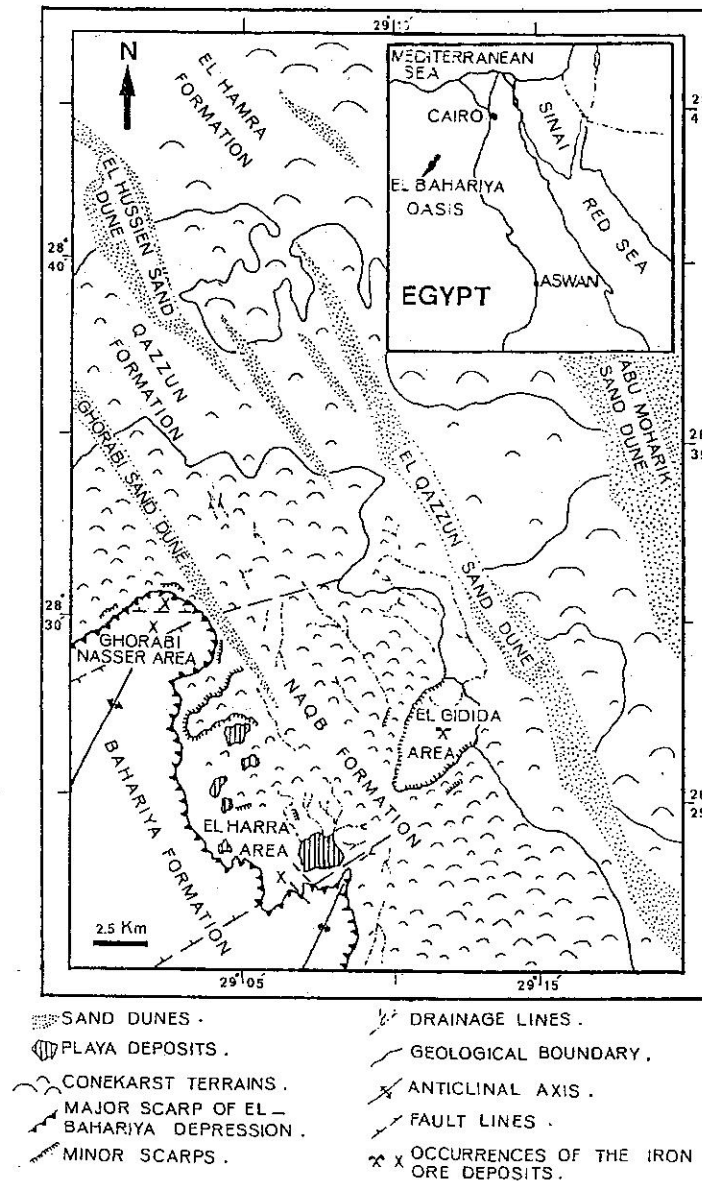 29° 10'
N
EL HAMRA
FORMATION
MEDITERRANEAN
SEA
CAIRO
SINAI
EL BAHARIYA
OASIS
RED SEA
EGYPT
ASWAN
28°
40
EL HUSSIEN SAND
DUNE
QAZZUN
FORMATION
GHORABI SAND DUNE
ABU MOHARIK
SAND DUNE
EL QAZZUN SAND DUNE
28°
30
GHORABI
NASSER AREA
NAQB FORMATION
EL GIDIDA
AREA
BAHARIYA FORMATION
EL HARRA
AREA
2.5 Km
29°05'
29°15'
SAND DUNES .
PLAYA DEPOSITS .
CONEKARST TERRAINS .
MAJOR SCARP OF EL _
BAHARIYA DEPRESSION .
MINOR SCARPS .
DRAINAGE LINES .
GEOLOGICAL BOUNDARY .
ANTICLINAL AXIS .
FAULT LINES .
OCCURRENCES OF THE IRON
ORE DEPOSITS .